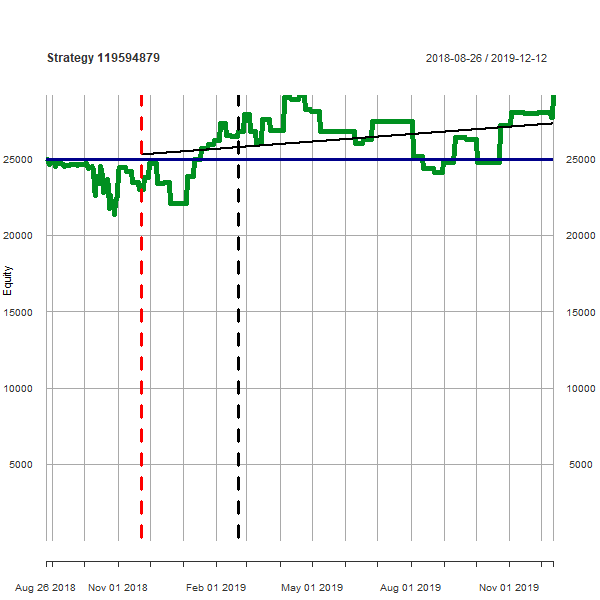 Strategy 119594879
2018-08-26 / 2019-12-12
25000
25000
20000
20000
Equity
15000
15000
10000
10000
5000
5000
Aug 26 2018
Nov 01 2018
Feb 01 2019
May 01 2019
Aug 01 2019
Nov 01 2019